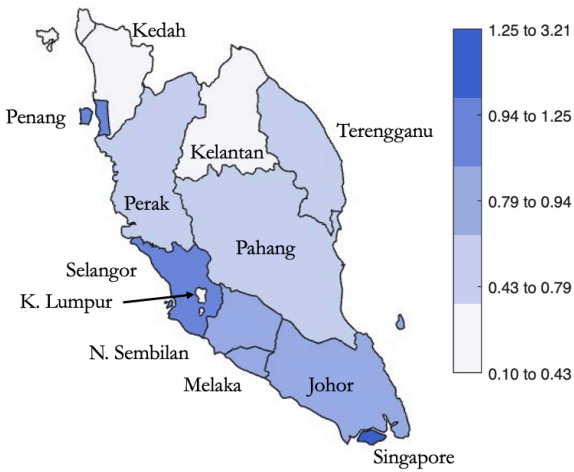 Kedah
Penang
Terengganu
Kelantan
Perak
Pahang
Selangor
K. Lumpur
N. Sembilan
Melaka
Johor
Singapore
1.25 to 3.21
0.94 to 1.25
0.79 to 0.94
0.43 to 0.79
0.10 to 0.43